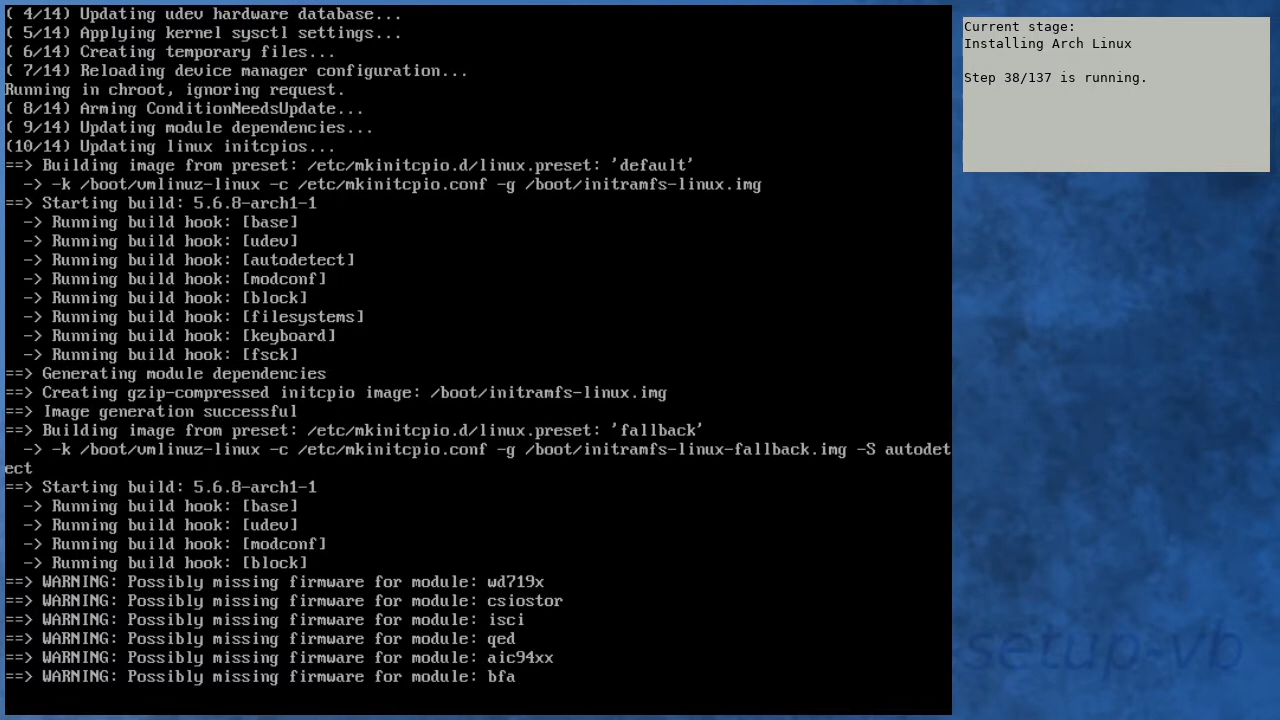 ( 4/14) Updating udev hardware database...
( 5/14) Applying kernel sysctl settings...
( 6/14) Creating temporary files...
( 7/14) Reloading device manager configuration...
Running in chroot, ignoring request.
( 8/14) Arming ConditionNeedsUpdate...
( 9/14) Updating module dependencies...
(10/14) Updating linux initcpios...
==> Building image from preset: /etc/mkinitcpio.d/linux.preset: 'default'
  -> -k /boot/vmlinuz-linux -c /etc/mkinitcpio.conf -g /boot/initramfs-linux.img
==> Starting build: 5.6.8-arch1-1
  -> Running build hook: [base]
  -> Running build hook: [udev]
  -> Running build hook: [autodetect]
  -> Running build hook: [modconf]
  -> Running build hook: [block]
  -> Running build hook: [filesystems]
  -> Running build hook: [keyboard]
  -> Running build hook: [fsck]
==> Generating module dependencies
==> Creating gzip-compressed initcpio image: /boot/initramfs-linux.img
==> Image generation successful
==> Building image from preset: /etc/mkinitcpio.d/linux.preset: 'fallback'
  -> -k /boot/vmlinuz-linux -c /etc/mkinitcpio.conf -g /boot/initramfs-linux-fallback.img -S autodet
ect
==> Starting build: 5.6.8-arch1-1
  -> Running build hook: [base]
  -> Running build hook: [udev]
  -> Running build hook: [modconf]
  -> Running build hook: [block]
==> WARNING: Possibly missing firmware for module: wd719x
==> WARNING: Possibly missing firmware for module: csiostor
==> WARNING: Possibly missing firmware for module: isci
==> WARNING: Possibly missing firmware for module: qed
==> WARNING: Possibly missing firmware for module: aic94xx
==> WARNING: Possibly missing firmware for module: bfa
Current stage:
Installing Arch Linux
Step 38/137 is running.
setup-vb